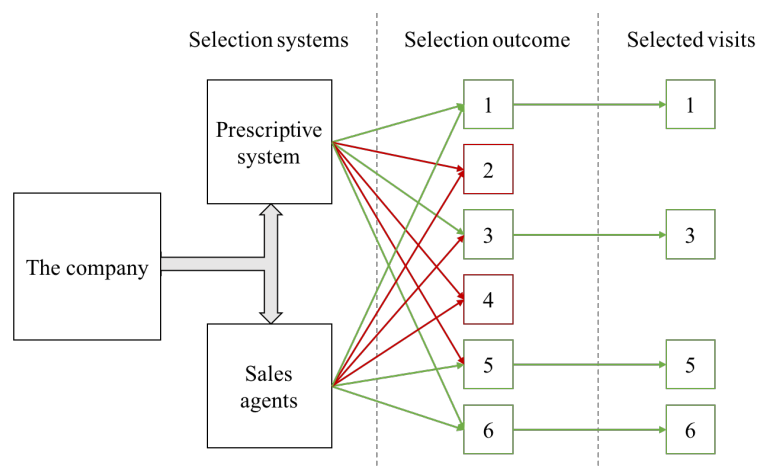 Selection systems
Selection outcome
Selected visits
Prescriptive
system
The company
Sales
agents
1
2
3
4
5
6
1
3
5
6